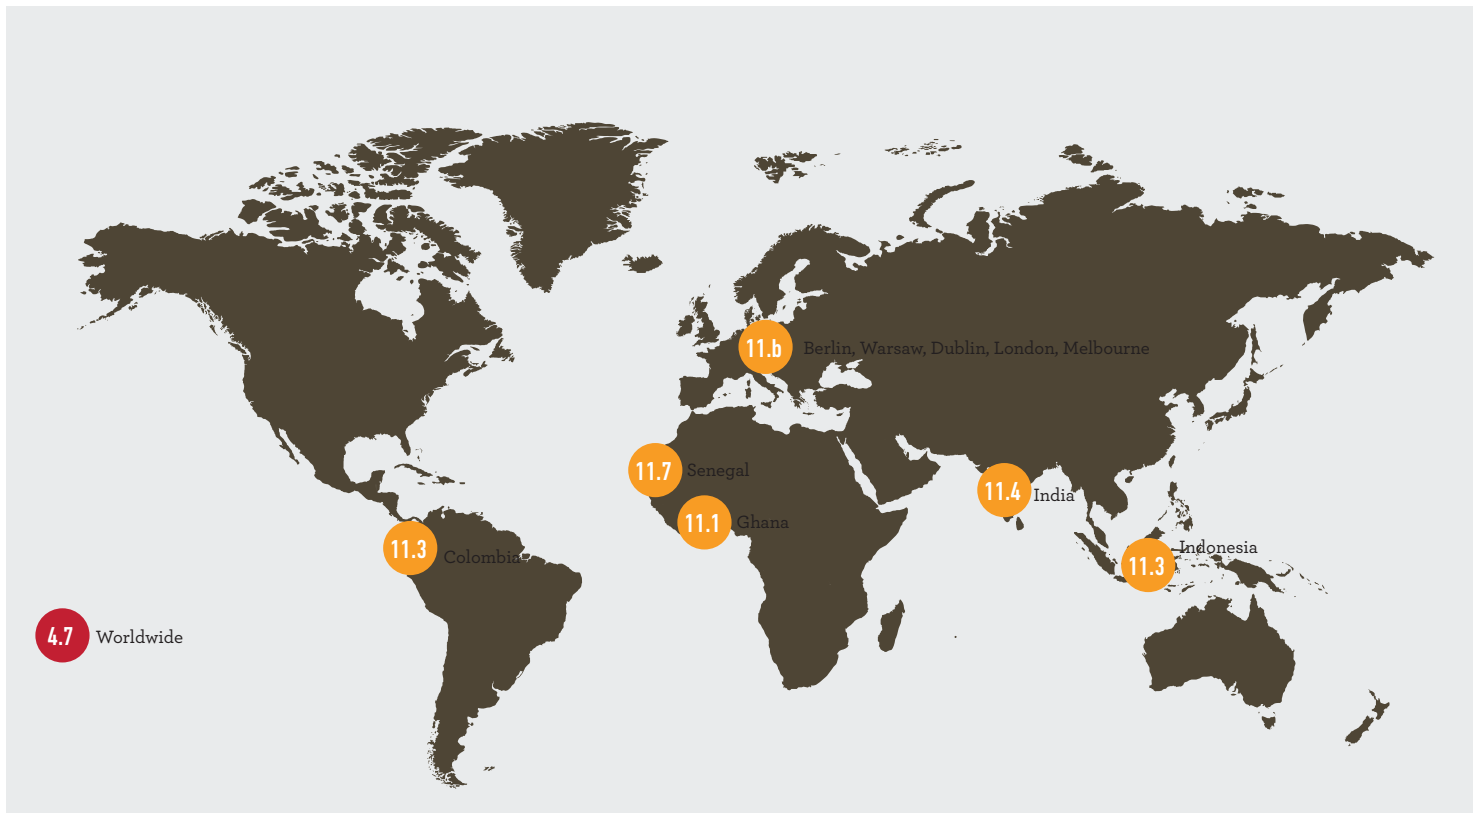 11.b Berlin, Warsaw, Dublin, London, Melbourne
11.7 Senegal
11.4 India
11.1 Ghana
11.3 Colombia
11.3 Indonesia
4.7 Worldwide